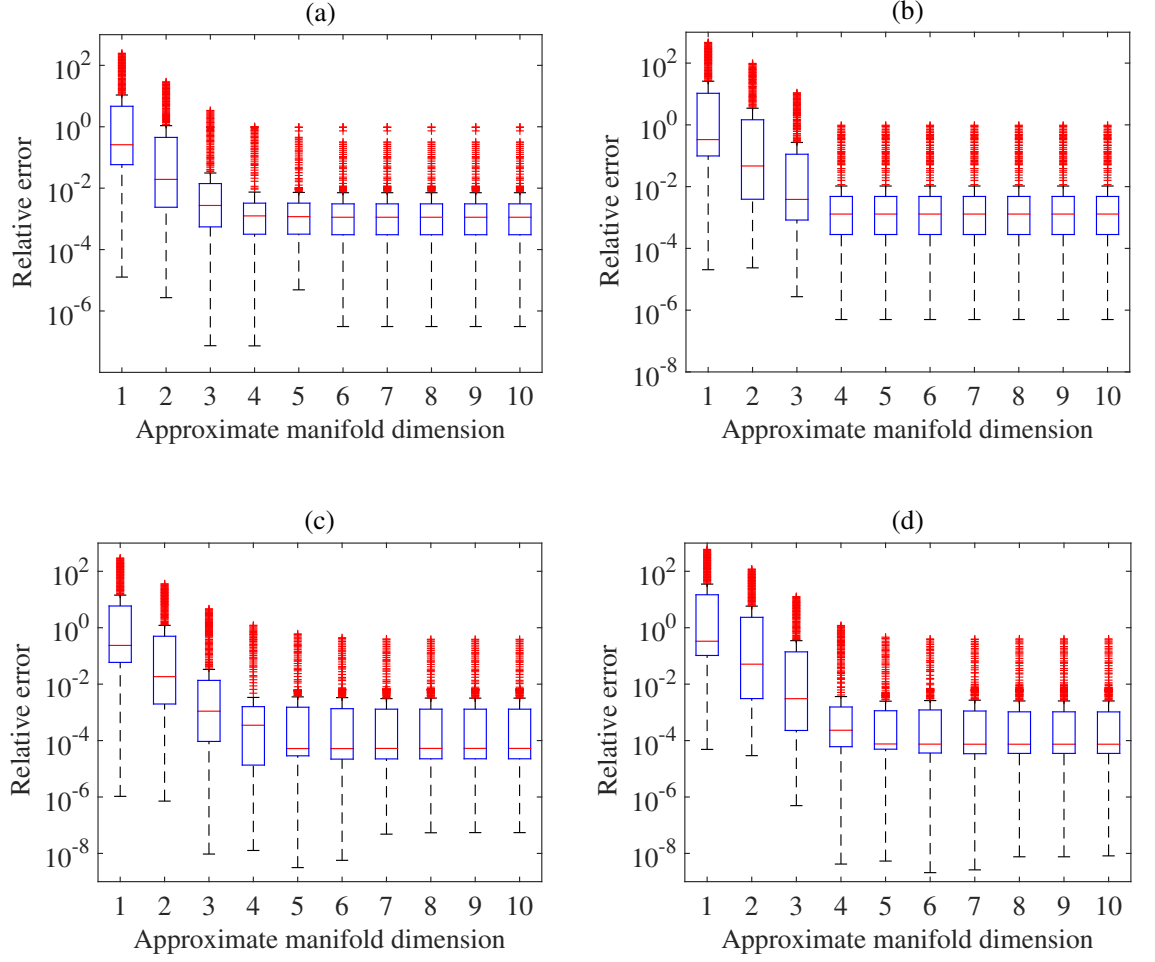 (a)
10^2
10^0
10^-2
10^-4
10^-6
Relative error
1 2 3 4 5 6 7 8 9 10
Approximate manifold dimension
(b)
10^2
10^0
10^-2
10^-4
10^-6
10^-8
Relative error
1 2 3 4 5 6 7 8 9 10
Approximate manifold dimension
(c)
10^2
10^0
10^-2
10^-4
10^-6
10^-8
Relative error
1 2 3 4 5 6 7 8 9 10
Approximate manifold dimension
(d)
10^2
10^0
10^-2
10^-4
10^-6
10^-8
Relative error
1 2 3 4 5 6 7 8 9 10
Approximate manifold dimension